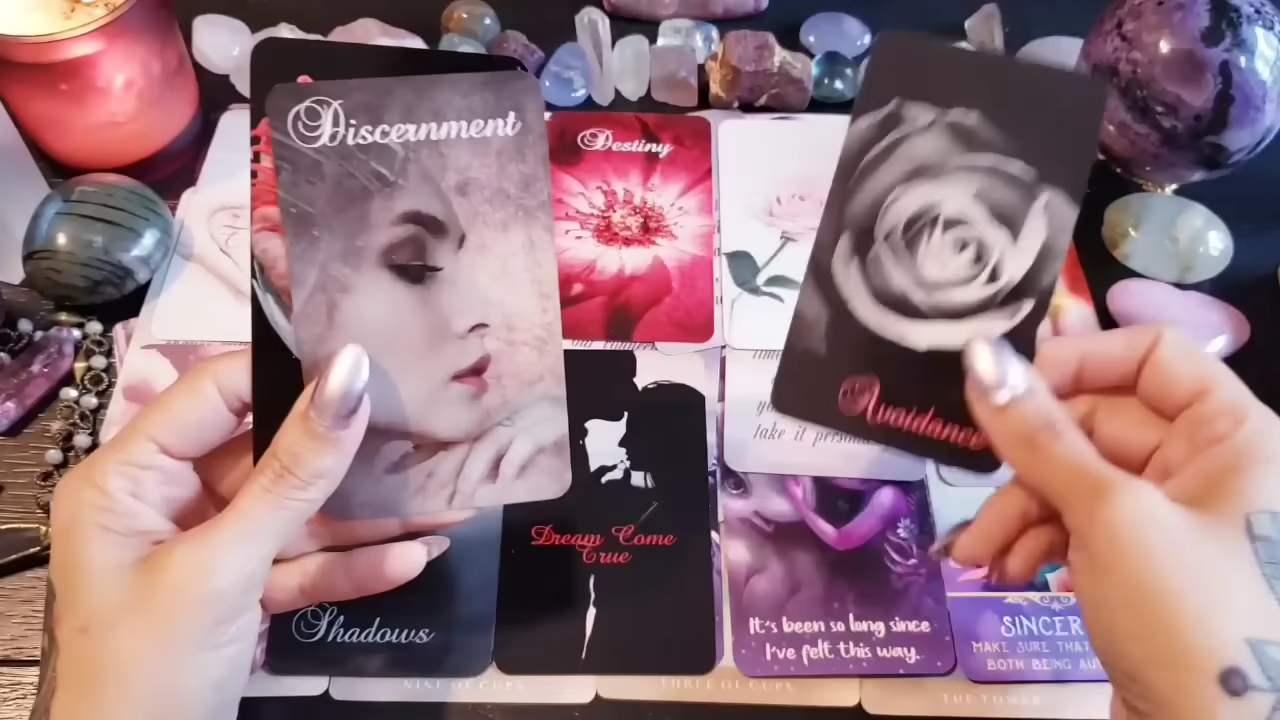 Discernment
Destiny
Avoidance
take it
Dream Come
True
Shadows
It's been so long since
I've felt this way.
SINCER
MAKE SURE THAT
BOTH BEING AU
NINE OF CUPS
THREE OF CUPS
THE TOWER